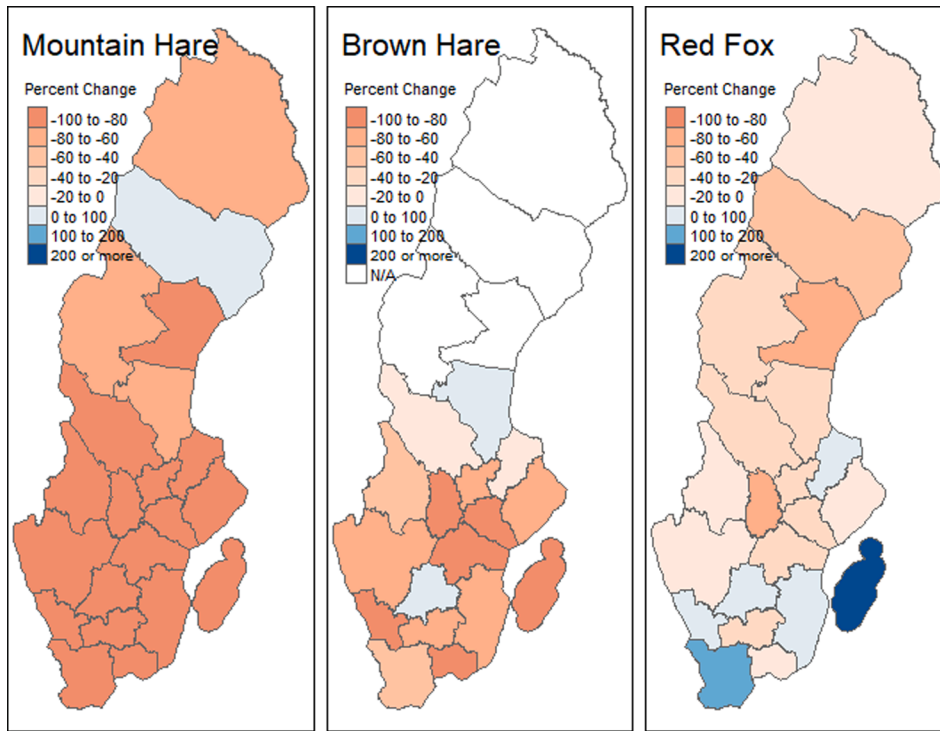 Mountain Hare
Percent Change
-100 to -80
-80 to -60
-60 to -40
-40 to -20
-20 to 0
0 to 100
100 to 200
200 or more
Brown Hare
Percent Change
-100 to -80
-80 to -60
-60 to -40
-40 to -20
-20 to 0
0 to 100
100 to 200
200 or more
N/A
Red Fox
Percent Change
-100 to -80
-80 to -60
-60 to -40
-40 to -20
-20 to 0
0 to 100
100 to 200
200 or more